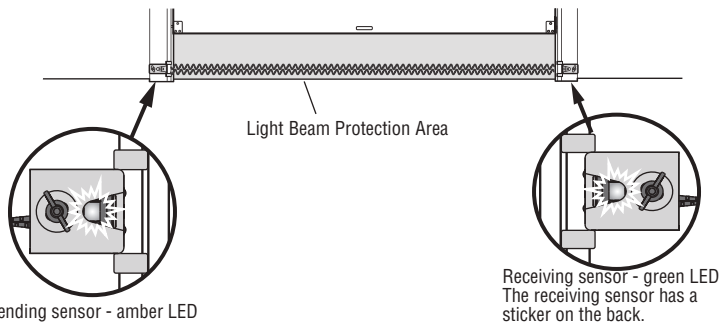 Light Beam Protection Area
ending sensor - amber LED
Receiving sensor - green LED
The receiving sensor has a
sticker on the back.